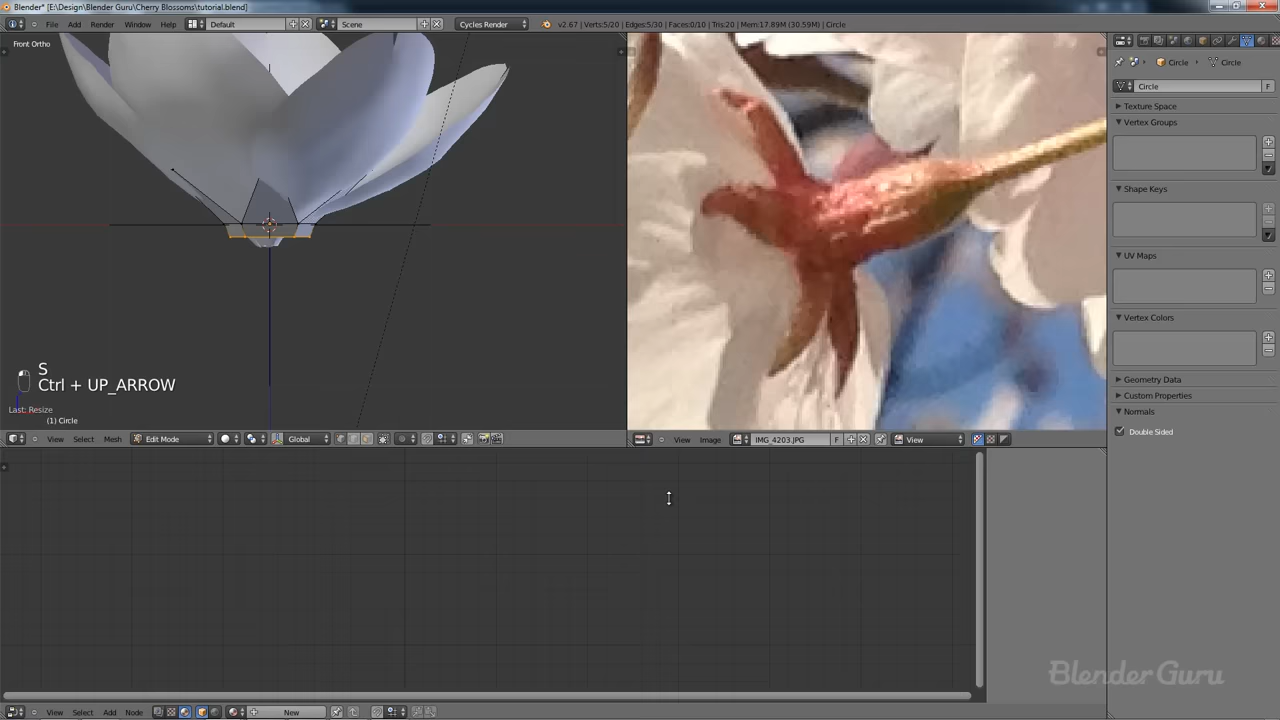 Blender* [E:\Design\Blender Guru\Cherry Blossoms\tutorial.blend]
File Add Render Window Help Default Scene Cycles Render v2.67 | Verts:5/20 | Edges:5/30 | Faces:0/10 | Tris:20 | Mem:17.89M (30.59M) | Circle
Front Ortho
Circle Circle
Circle F
Texture Space
Vertex Groups
Shape Keys
UV Maps
Vertex Colors
Geometry Data
Custom Properties
Normals
Double Sided
S
Ctrl + UP_ARROW
Last: Resize
(1) Circle
View Select Mesh Edit Mode Global
View Image IMG_4203.JPG F View
Blender Guru
View Select Add Node New